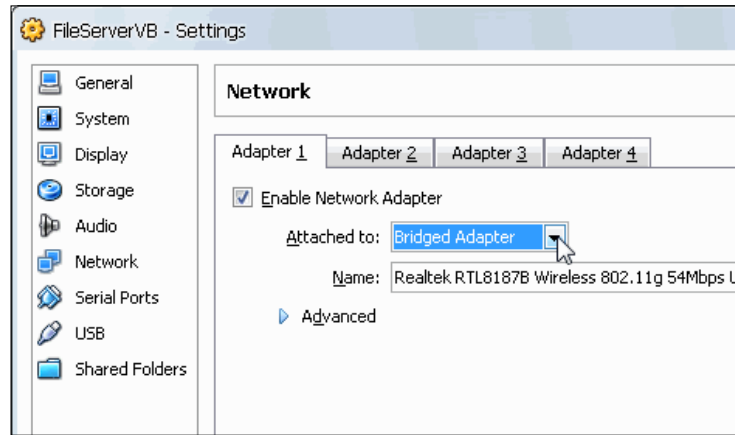 FileServerVB - Settings
General
System
Display
Storage
Audio
Network
Serial Ports
USB
Shared Folders
Network
Adapter 1 Adapter 2 Adapter 3 Adapter 4
Enable Network Adapter
Attached to: Bridged Adapter
Name: Realtek RTL8187B Wireless 802.11g 54Mbps U
Advanced